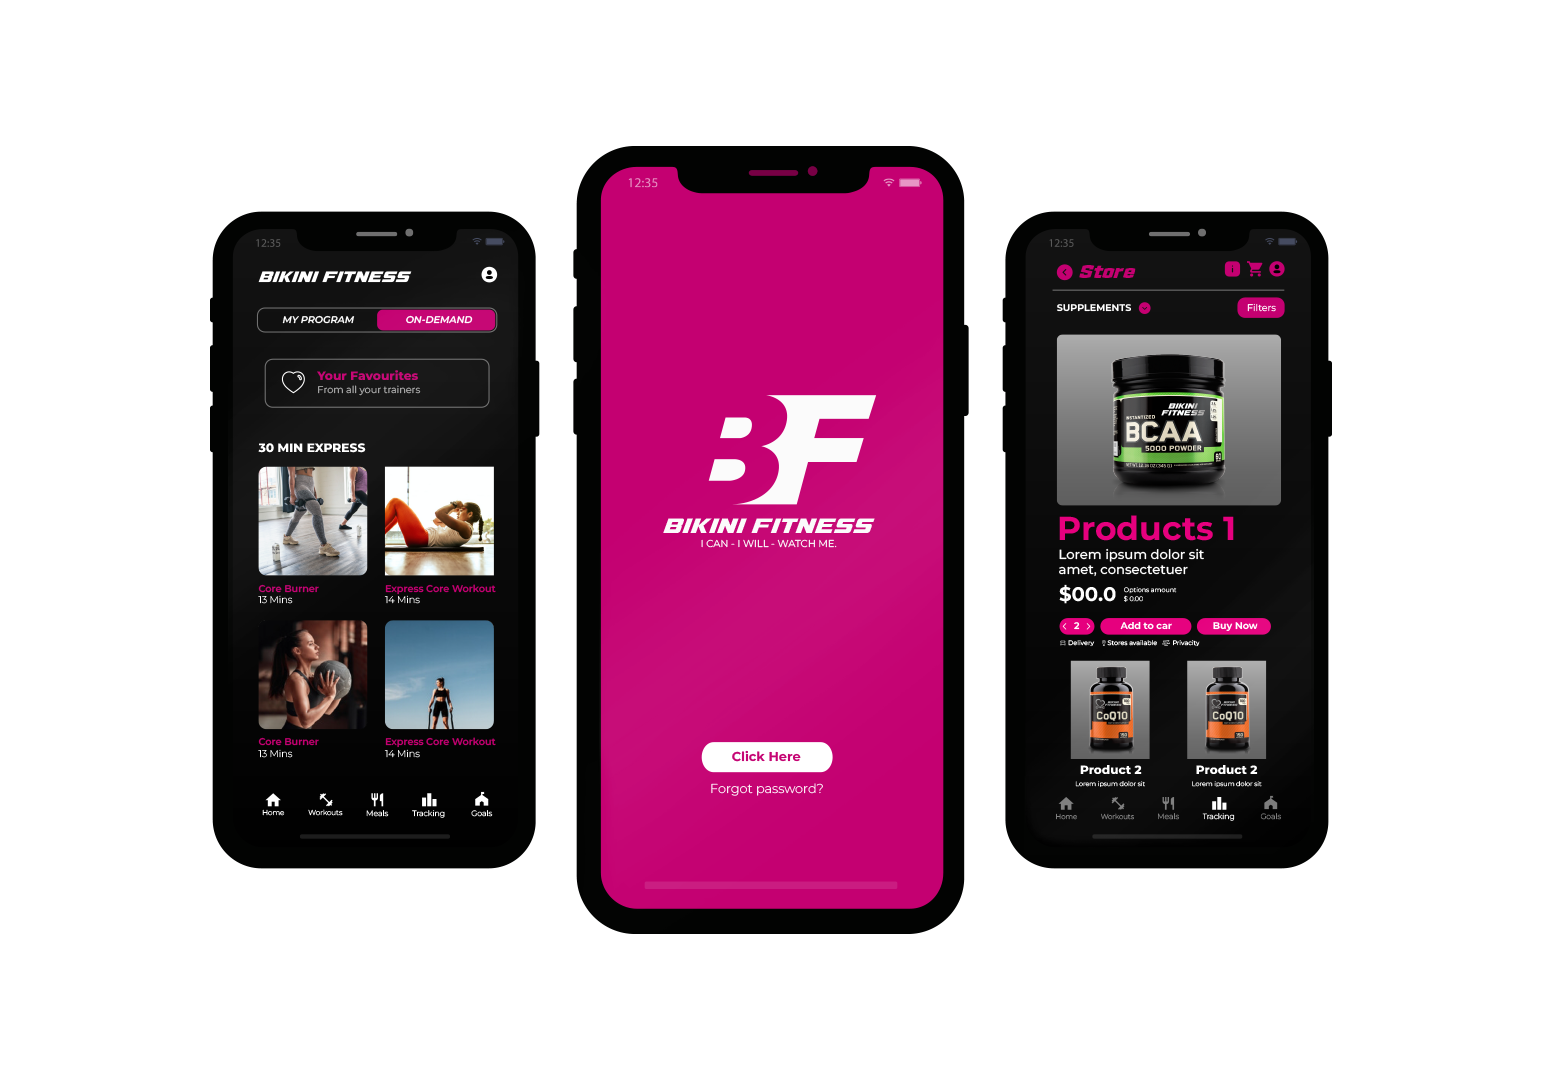 12:35
BIKINI FITNESS
MY PROGRAM
ON-DEMAND
Your Favourites
From all your trainers
30 MIN EXPRESS
Core Burner
13 Mins
Express Core Workout
14 Mins
Core Burner
13 Mins
Express Core Workout
14 Mins
Home
Workouts
Meals
Tracking
Goals
12:35
BF
BIKINI FITNESS
I CAN - I WILL - WATCH ME.
Click Here
Forgot password?
12:35
Store
SUPPLEMENTS
Filters
BIKINI
FITNESS
INSTANTIZED
BCAA
5000 POWDER
Products 1
Lorem ipsum dolor sit
amet, consectetuer
$00.0
Options amount
$ 0.00
2
Add to car
Buy Now
Delivery
Stores available
Privacity
CoQ10
CoQ10
Product 2
Lorem ipsum dolor sit
Product 2
Lorem ipsum dolor sit
Home
Workouts
Meals
Tracking
Goals